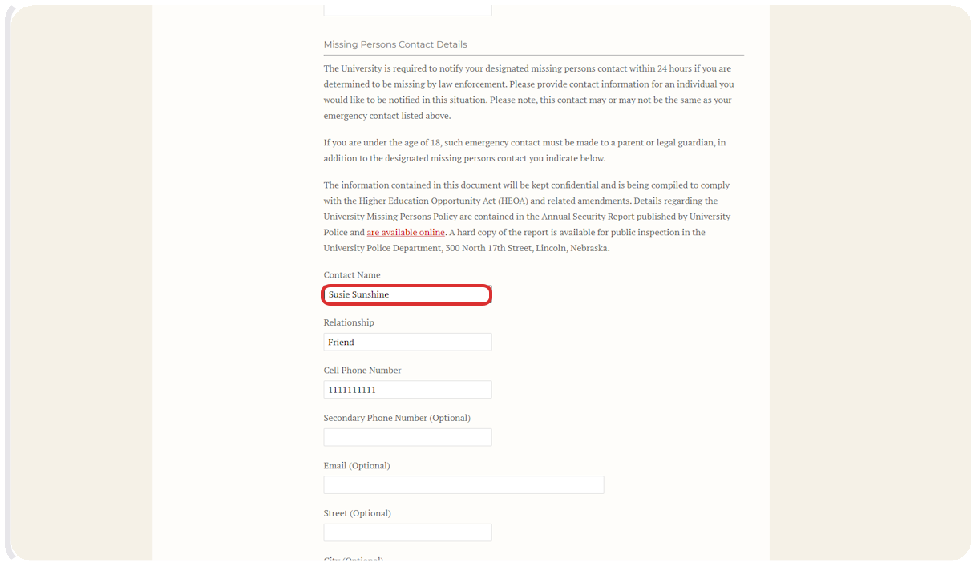 Missing Persons Contact Details
The University is required to notify your designated missing persons contact within 24 hours if you are
determined to be missing by law enforcement. Please provide contact information for an individual you
would like to be notified in this situation. Please note, this contact may or may not be the same as your
emergency contact listed above.
If you are under the age of 18, such emergency contact must be made to a parent or legal guardian, in
addition to the designated missing persons contact you indicate below.
The information contained in this document will be kept confidential and is being compiled to comply
with the Higher Education Opportunity Act (HEOA) and related amendments. Details regarding the
University Missing Persons Policy are contained in the Annual Security Report published by University
Police and are available online. A hard copy of the report is available for public inspection in the
University Police Department, 300 North 17th Street, Lincoln, Nebraska.
Contact Name
Susie Sunshine
Relationship
Friend
Cell Phone Number
1111111111
Secondary Phone Number (Optional)
Email (Optional)
Street (Optional)
City (Optional)